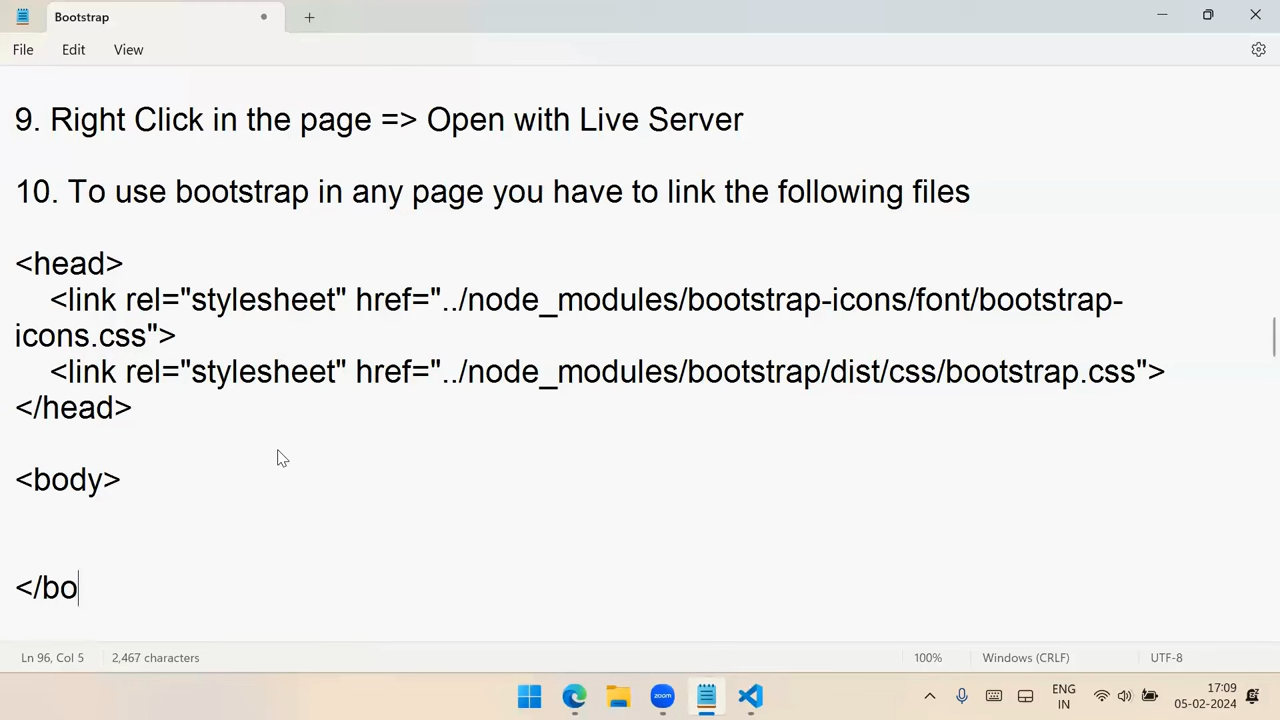 Bootstrap
File Edit View
9. Right Click in the page => Open with Live Server
10. To use bootstrap in any page you have to link the following files
<head>
<link rel="stylesheet" href="../node_modules/bootstrap-icons/font/bootstrap-
icons.css">
<link rel="stylesheet" href="../node_modules/bootstrap/dist/css/bootstrap.css">
</head>
<body>
</bo
Ln 96, Col 5 2,467 characters 100% Windows (CRLF) UTF-8
zoom
ENG 17:09
IN 05-02-2024